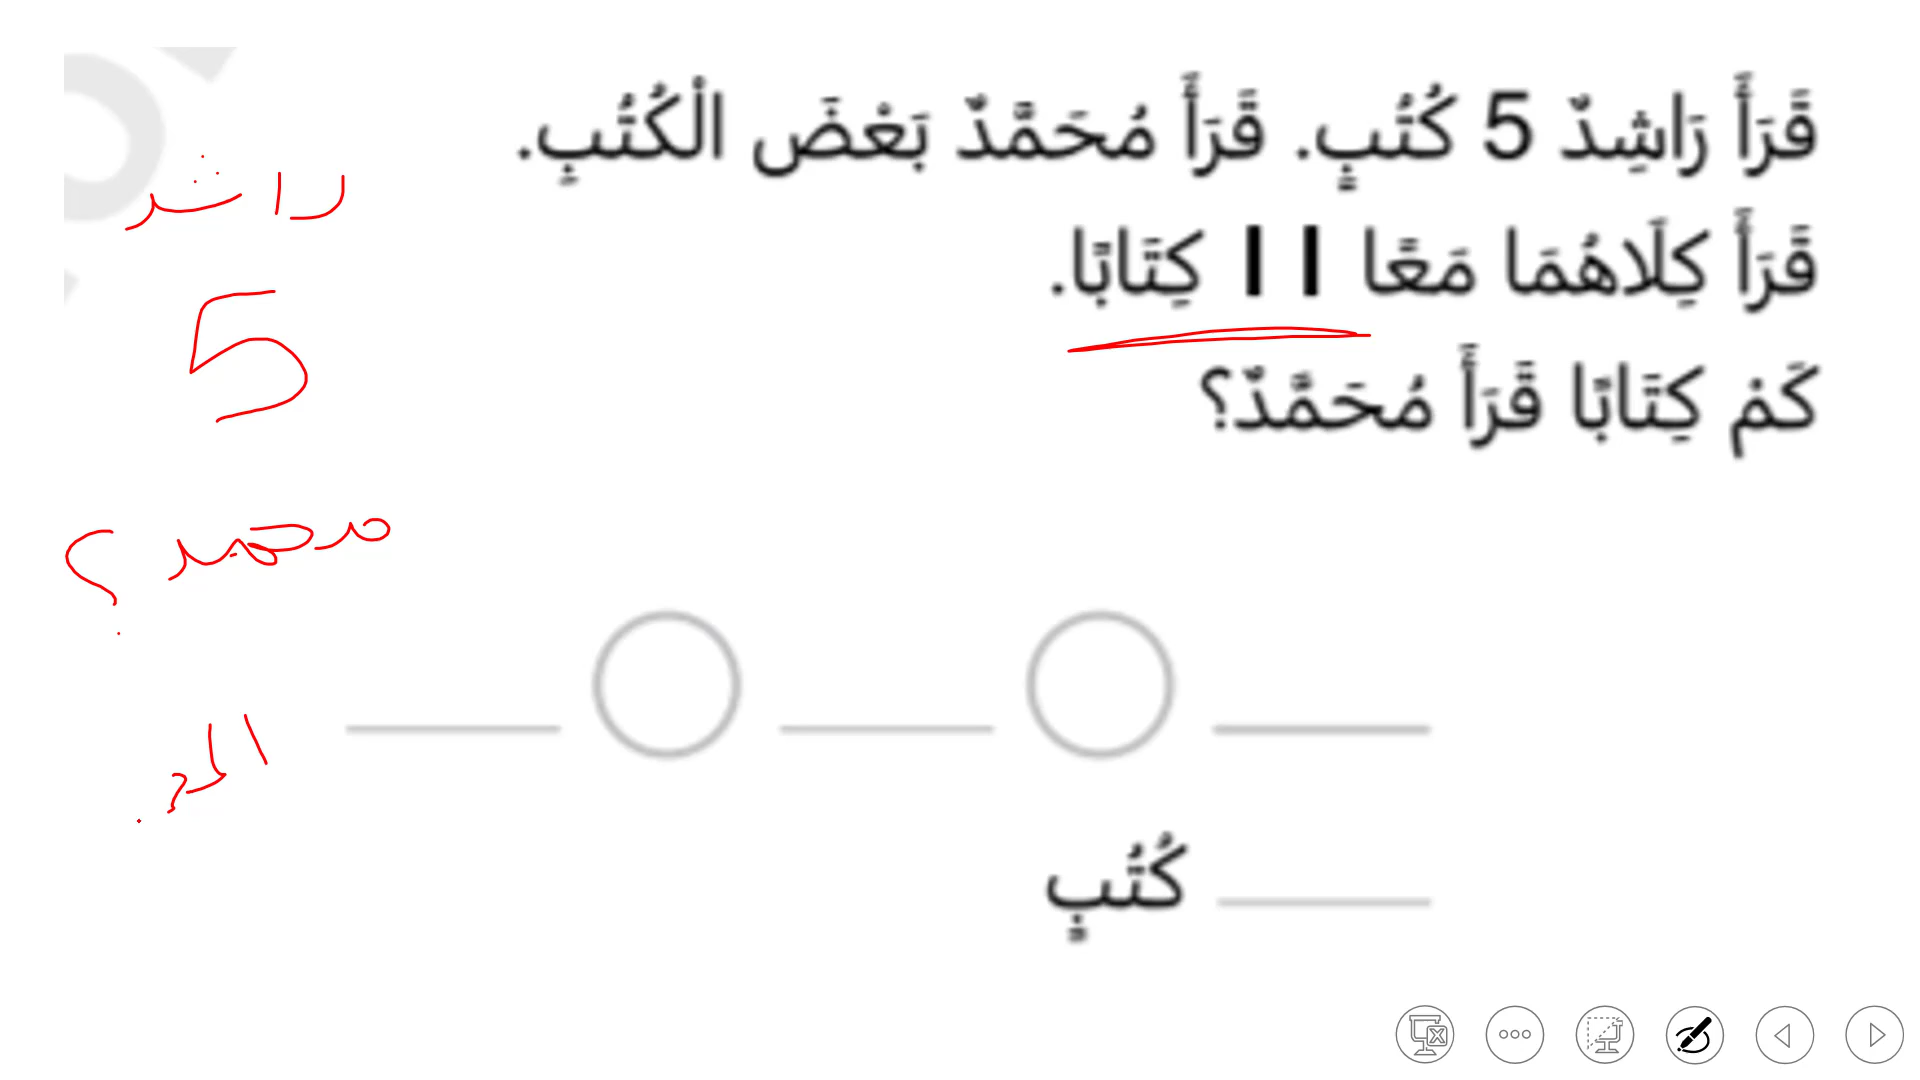 قَرَأَ رَاشِدٌ 5 كُتُبٍ. قَرَأَ مُحَمَّدٌ بَعْضَ الْكُتُبِ.
قَرَأَ كِلَاهُمَا مَعًا 11 كِتَابًا.
كَمْ كِتَابًا قَرَأَ مُحَمَّدٌ؟
راشد
5
محمد ؟
كُتُبٍ